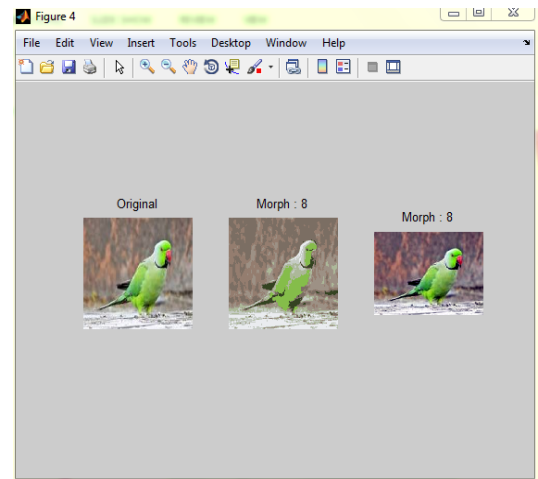 Figure 4
File Edit View Insert Tools Desktop Window Help
Original
Morph : 8
Morph : 8